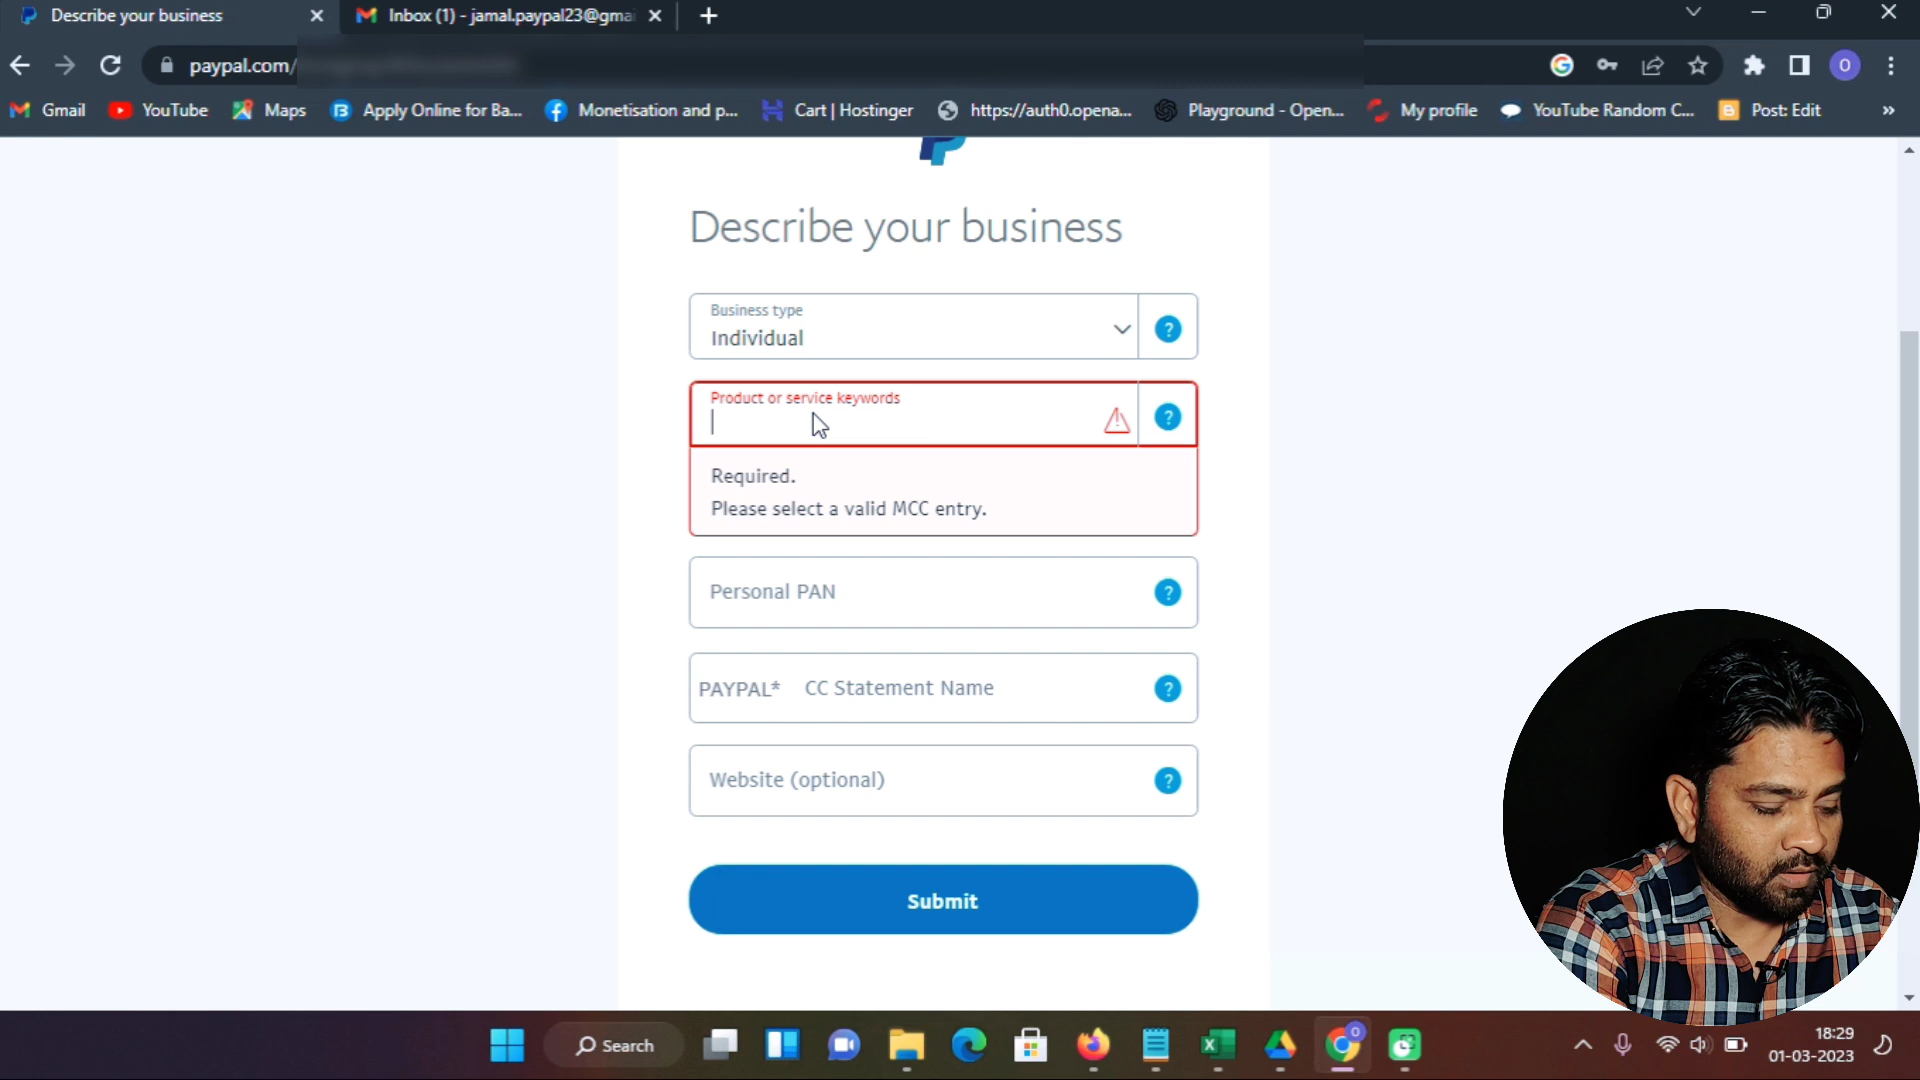 Describe your business
Inbox (1) - jamal.paypal23@gmai
paypal.com/
Gmail
YouTube
Maps
Apply Online for Ba...
Monetisation and p...
Cart | Hostinger
https://auth0.opena...
Playground - Open...
My profile
YouTube Random C...
Post: Edit
»
Describe your business
Business type
Individual
Product or service keywords
Required.
Please select a valid MCC entry.
Personal PAN
PAYPAL* CC Statement Name
Website (optional)
Submit
Search
18:29
01-03-2023